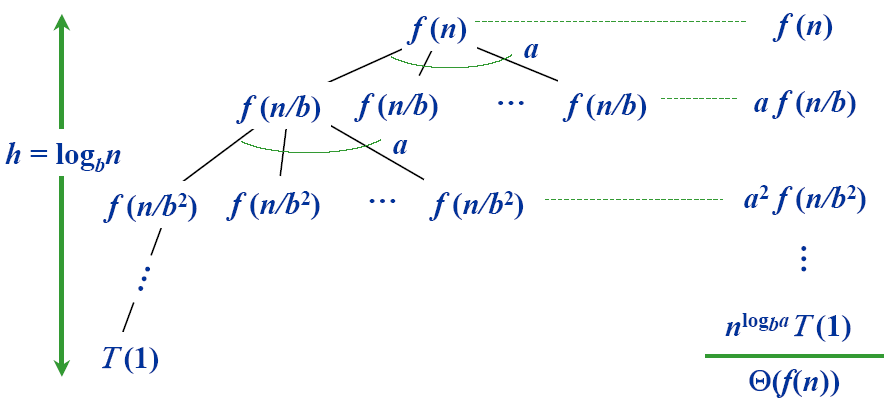 f (n) f (n)
a
f (n/b) f (n/b) ⋯ f (n/b) a f (n/b)
a
h = log_b n
f (n/b²) f (n/b²) ⋯ f (n/b²) a² f (n/b²)
⋮ ⋮
n^{log_b a} T (1)
T (1)
Θ(f(n))